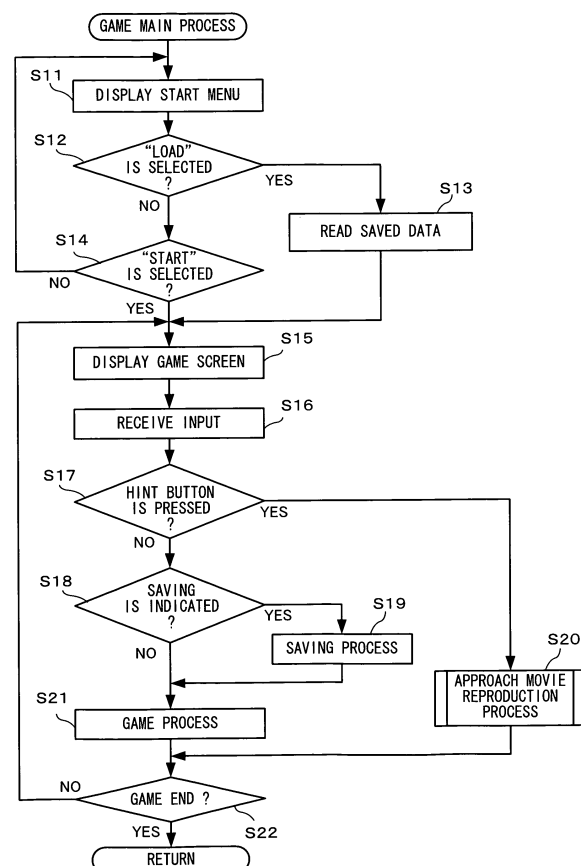 GAME MAIN PROCESS
S11
DISPLAY START MENU
S12
“LOAD”
IS SELECTED
?
YES
NO
S13
READ SAVED DATA
S14
“START”
IS SELECTED
?
NO
YES
S15
DISPLAY GAME SCREEN
S16
RECEIVE INPUT
S17
HINT BUTTON
IS PRESSED
?
YES
NO
S18
SAVING
IS INDICATED
?
YES
NO
S19
SAVING PROCESS
S20
APPROACH MOVIE
REPRODUCTION
PROCESS
S21
GAME PROCESS
NO
GAME END ?
YES
S22
RETURN